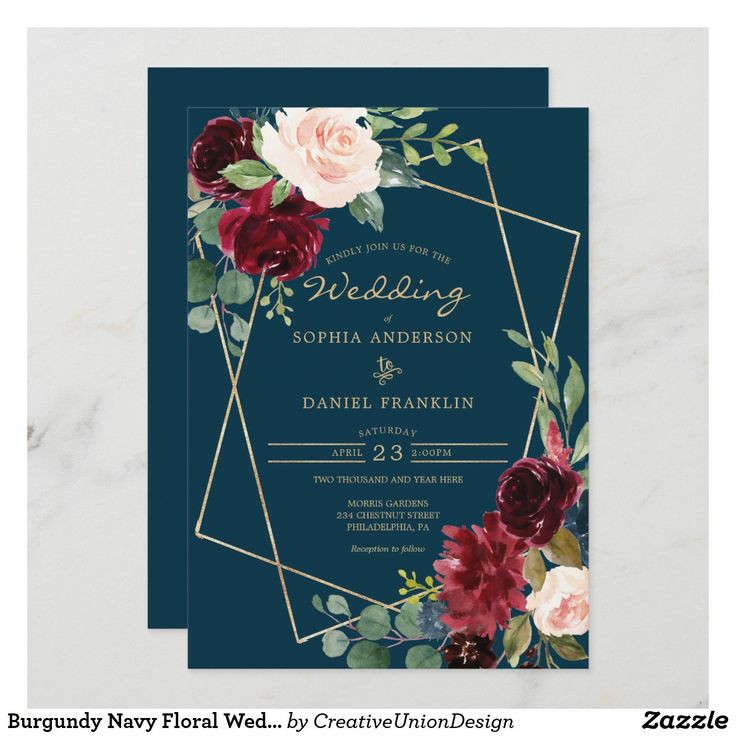 KINDLY JOIN US FOR THE
Wedding
of
SOPHIA ANDERSON
to
DANIEL FRANKLIN
SATURDAY
APRIL 23 2:00PM
TWO THOUSAND AND YEAR HERE
MORRIS GARDENS
234 CHESTNUT STREET
PHILADELPHIA, PA
Reception to follow
Burgundy Navy Floral Wed... by CreativeUnionDesign Zazzle